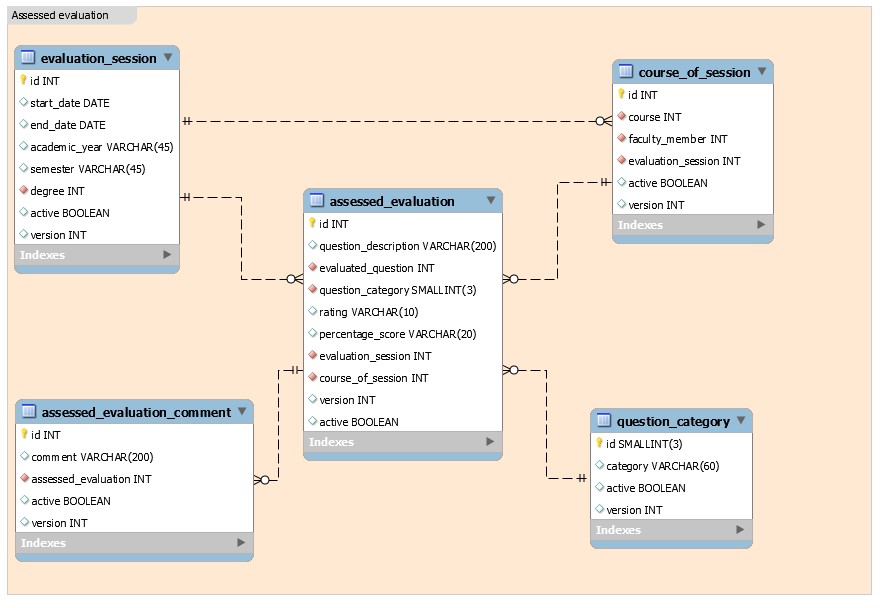 Assessed evaluation
evaluation_session
id INT
start_date DATE
end_date DATE
academic_year VARCHAR(45)
semester VARCHAR(45)
degree INT
active BOOLEAN
version INT
Indexes
course_of_session
id INT
course INT
faculty_member INT
evaluation_session INT
active BOOLEAN
version INT
Indexes
assessed_evaluation
id INT
question_description VARCHAR(200)
evaluated_question INT
question_category SMALLINT(3)
rating VARCHAR(10)
percentage_score VARCHAR(20)
evaluation_session INT
course_of_session INT
version INT
active BOOLEAN
Indexes
assessed_evaluation_comment
id INT
comment VARCHAR(200)
assessed_evaluation INT
active BOOLEAN
version INT
Indexes
question_category
id SMALLINT(3)
category VARCHAR(60)
active BOOLEAN
version INT
Indexes